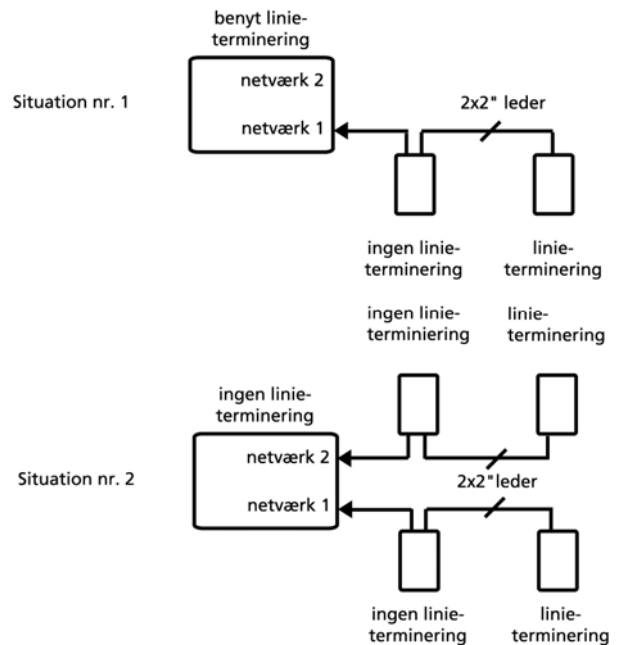 benyt linie-
terminering
netværk 2
Situation nr. 1
2x2" leder
netværk 1
ingen linie-
terminering
linie-
terminering
ingen linie-
terminiering
linie-
terminering
ingen linie-
terminering
netværk 2
Situation nr. 2
2x2" leder
netværk 1
ingen linie-
terminering
linie-
terminering